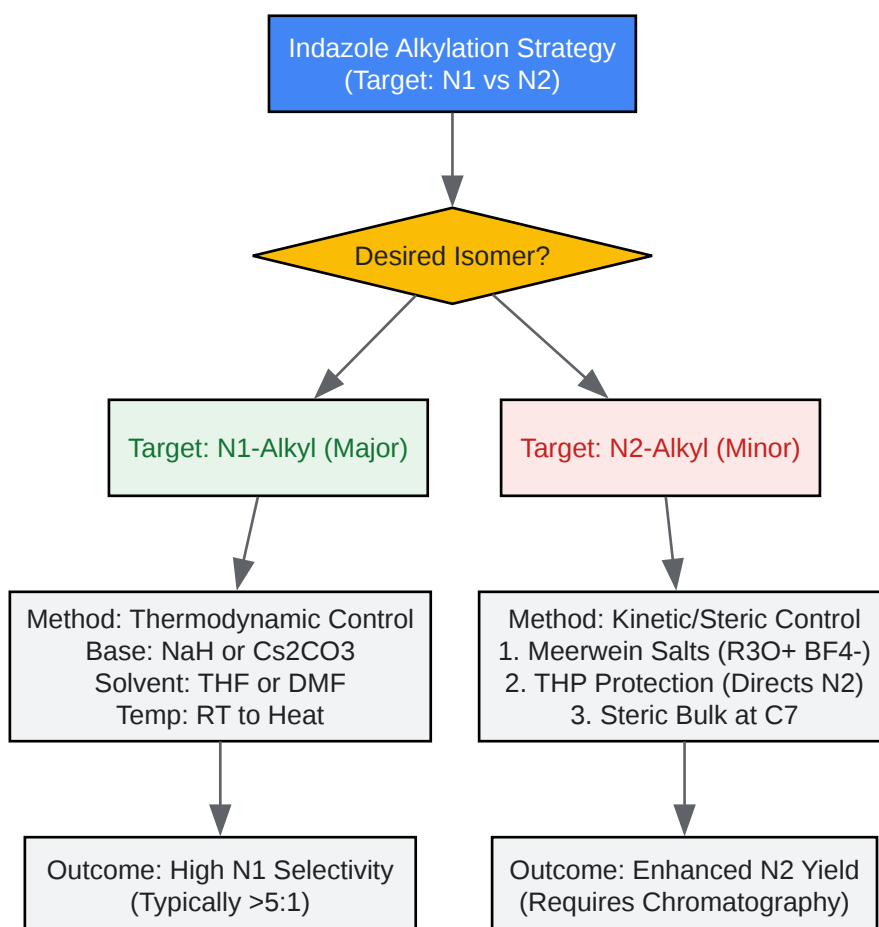 Indazole Alkylation Strategy
(Target: N1 vs N2)
Desired Isomer?
Target: N1-Alkyl (Major)
Target: N2-Alkyl (Minor)
Method: Thermodynamic Control
Base: NaH or Cs2CO3
Solvent: THF or DMF
Temp: RT to Heat
Method: Kinetic/Steric Control
1. Meerwein Salts (R3O+ BF4-)
2. THP Protection (Directs N2)
3. Steric Bulk at C7
Outcome: High N1 Selectivity
(Typically >5:1)
Outcome: Enhanced N2 Yield
(Requires Chromatography)